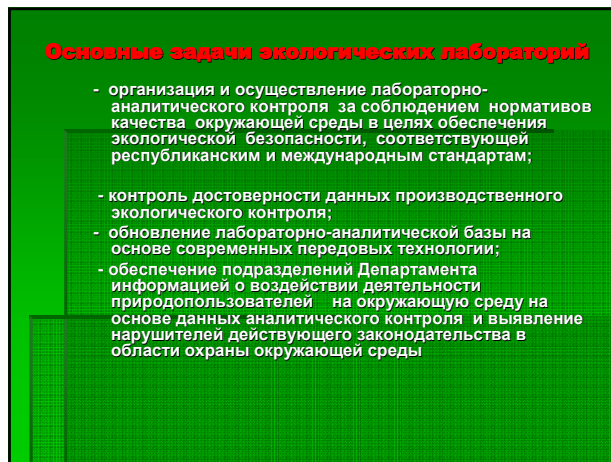 Основные задачи экологических лабораторий
- организация и осуществление лабораторно-
аналитического контроля за соблюдением нормативов
качества окружающей среды в целях обеспечения
экологической безопасности, соответствующей
республиканским и международным стандартам;
- контроль достоверности данных производственного
экологического контроля;
- обновление лабораторно-аналитической базы на
основе современных передовых технологии;
- обеспечение подразделений Департамента
информацией о воздействии деятельности
природопользователей на окружающую среду на
основе данных аналитического контроля и выявление
нарушителей действующего законодательства в
области охраны окружающей среды